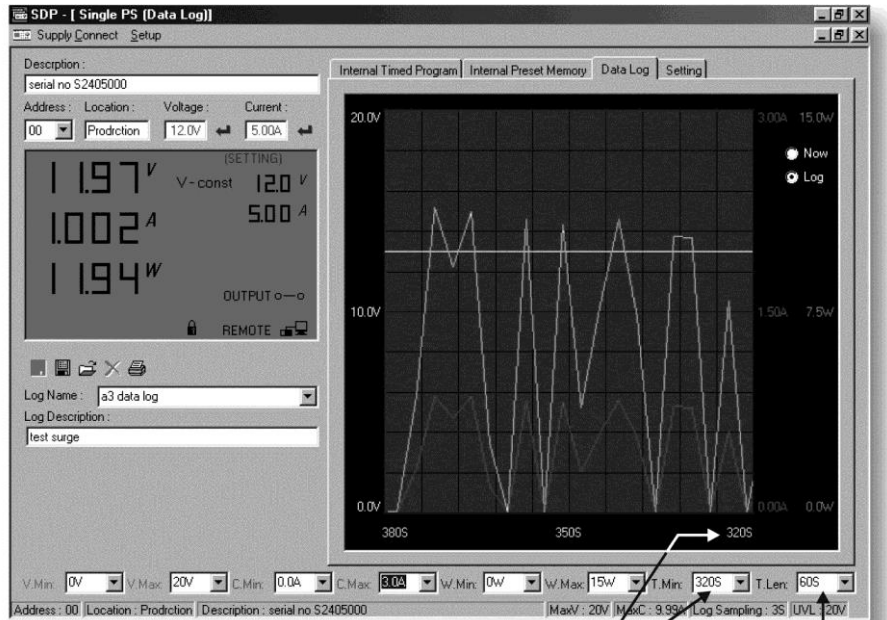 SDP - [ Single PS (Data Log)]
Supply Connect Setup
Descrption :
serial no S2405000
Address : Location : Voltage : Current :
00 Prodrction 12.0V 5.00A
(SETTING)
11.97 V V-const 12.0 V
1.002 A 5.00 A
11.94 W
OUTPUT
REMOTE
Log Name : a3 data log
Log Description :
test surge
Internal Timed Program Internal Preset Memory Data Log Setting
20.0V 3.00A 15.0W
Now
Log
10.0V 1.50A 7.5W
0.0V 0.00A 0.0W
380S 350S 320S
V.Min: 0V V.Max: 20V C.Min: 0.0A C.Max: 3.0A W.Min: 0W W.Max: 15W T.Min: 320S T.Len: 60S
Address : 00 Location : Prodrction Description : serial no S2405000 MaxV : 20V MaxC : 9.99A Log Sampling : 3S UVL : 20V